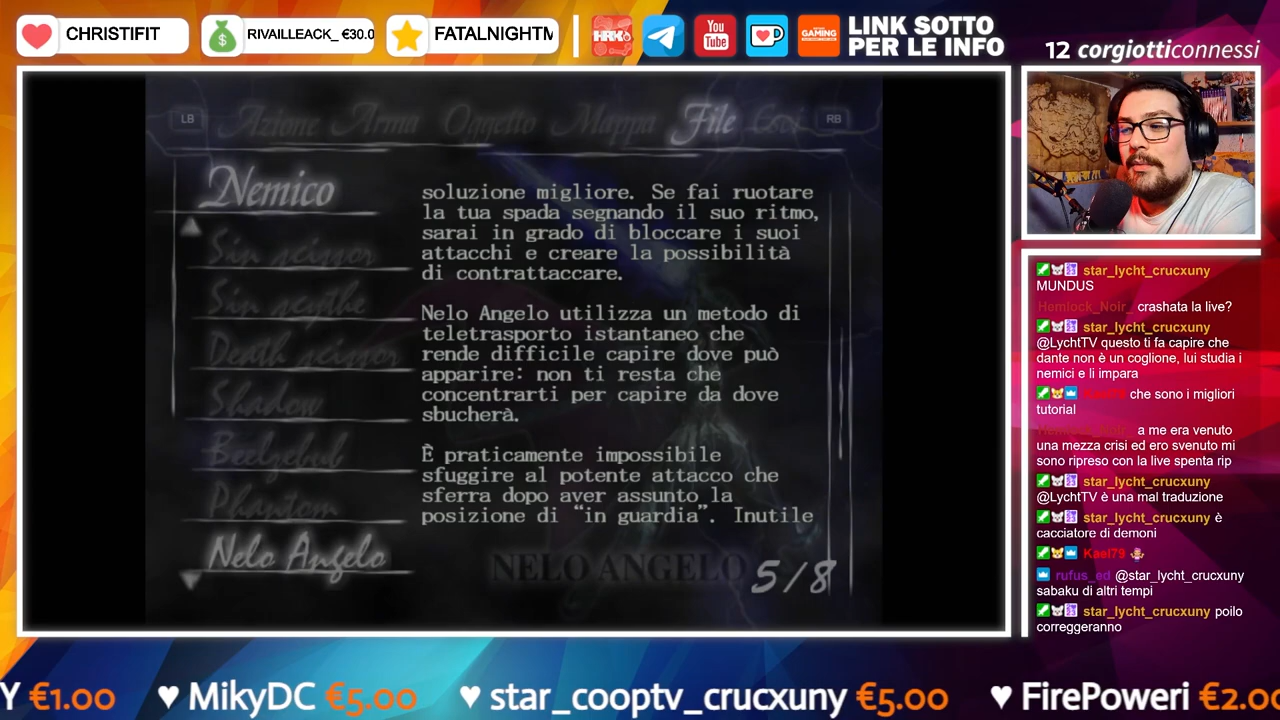 CHRISTIFIT
RIVAILLEACK_ €30.0
FATALNIGHTM
HRK
You
Tube
GAMING
LINK SOTTO
PER LE INFO
12 corgiotticonnessi
LB
Azione
Arma
Oggetto
Mappa
File
Esci
RB
Nemico
Sin scissor
Sin scythe
Death scissor
Shadow
Beelzebub
Phantom
Nelo Angelo
soluzione migliore. Se fai ruotare
la tua spada segnando il suo ritmo,
sarai in grado di bloccare i suoi
attacchi e creare la possibilità
di contrattaccare.
Nelo Angelo utilizza un metodo di
teletrasporto istantaneo che
rende difficile capire dove può
apparire: non ti resta che
concentrarti per capire da dove
sbucherà.
È praticamente impossibile
sfuggire al potente attacco che
sferra dopo aver assunto la
posizione di “in guardia”. Inutile
NELO ANGELO
5/8
star_lycht_crucxuny
MUNDUS
Hemlock_Noir_ crashata la live?
star_lycht_crucxuny
@LychtTV questo ti fa capire che
dante non è un coglione, lui studia i
nemici e li impara
Kael79 che sono i migliori
tutorial
Hemlock_Noir_ a me era venuto
una mezza crisi ed ero svenuto mi
sono ripreso con la live spenta rip
star_lycht_crucxuny
@LychtTV è una mal traduzione
star_lycht_crucxuny è
cacciatore di demoni
Kael79
rufus_ed @star_lycht_crucxuny
sabaku di altri tempi
star_lycht_crucxuny poilo
correggeranno
Y €1.00 ♥ MikyDC €5.00 ♥ star_cooptv_crucxuny €5.00 ♥ FirePoweri €2.00